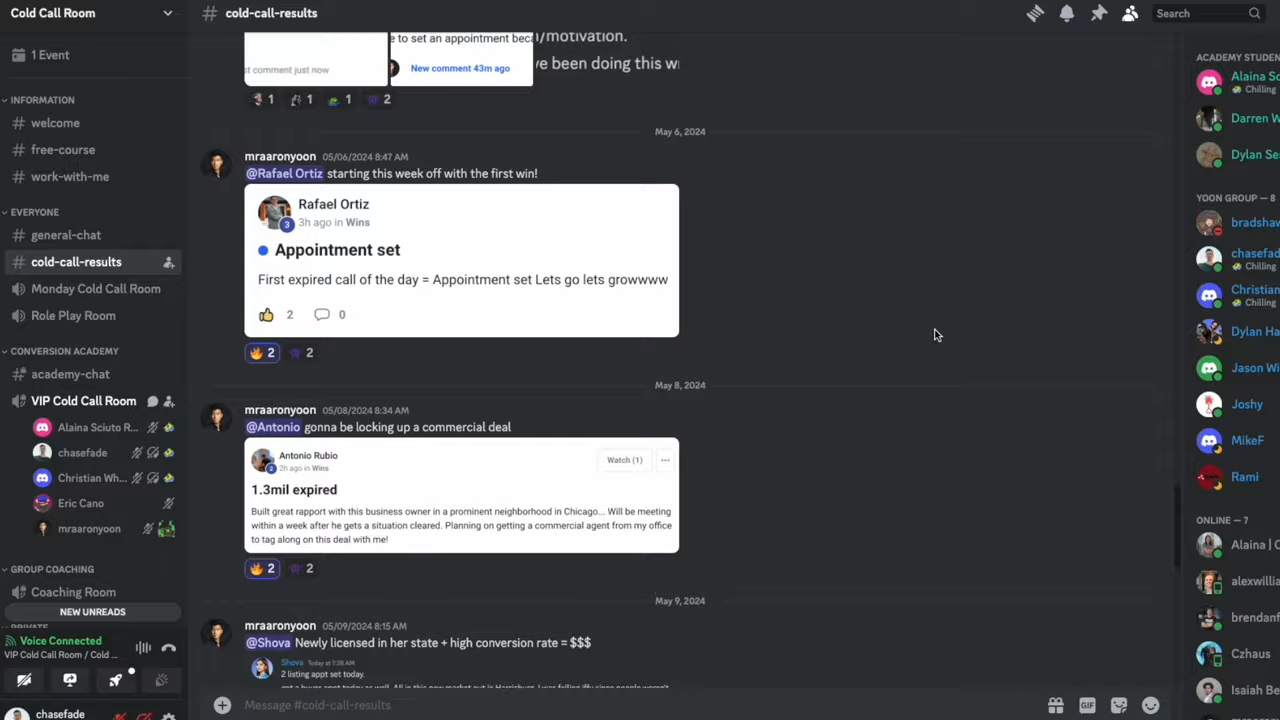 Cold Call Room
# cold-call-results
Search
1 Event
INFORMATION
welcome
free-course
work-with-me
EVERYONE
general-chat
cold-call-results
Monday Cold Call Room
Role Play Room
CONVERSION ACADEMY
academy-chat
VIP Cold Call Room
Alaina Sciuto R...
chasefade
Christian Wh...
Eric Cano
mraaronyoon
GROUP COACHING
Coaching Room
NEW UNREADS
Voice Connected
VIP Cold Call Room / Cold ...
chasefade
e to set an appointment beca
n/motivation.
st comment just now
New comment 43m ago
've been doing this w
1 1 1 2
May 6, 2024
mraaronyoon 05/06/2024 8:47 AM
@Rafael Ortiz starting this week off with the first win!
Rafael Ortiz
3
3h ago in Wins
Appointment set
First expired call of the day = Appointment set Lets go lets growwww
2 0
2 2
May 8, 2024
mraaronyoon 05/08/2024 8:34 AM
@Antonio gonna be locking up a commercial deal
Antonio Rubio
2h ago in Wins
Watch (1) ...
1.3mil expired
Built great rapport with this business owner in a prominent neighborhood in Chicago... Will be meeting
within a week after he gets a situation cleared. Planning on getting a commercial agent from my office
to tag along on this deal with me!
2 2
May 9, 2024
mraaronyoon 05/09/2024 8:15 AM
@Shova Newly licensed in her state + high conversion rate = $$$
Shova Today at 7:38 AM
2 listing appt set today.
Message #cold-call-results
GIF
ACADEMY STUDE
Alaina S
Chilling
Darren W
Dylan Se
YOON GROUP — 8
bradshaw
chasefad
Chilling
Christian
Chilling
Dylan Ha
Jason Wi
Joshy
MikeF
Rami
ONLINE — 7
Alaina | C
alexwillia
brendanf
Czhaus
Isaiah Be